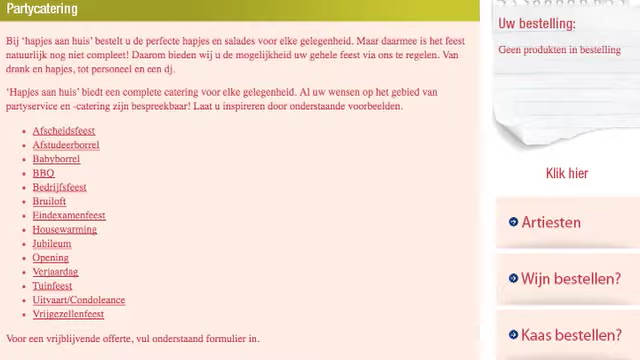 Partycatering
Bij ‘hapjes aan huis’ bestelt u de perfecte hapjes en salades voor elke gelegenheid. Maar daarmee is het feest
natuurlijk nog niet compleet! Daarom bieden wij u de mogelijkheid uw gehele feest via ons te regelen. Van
drank en hapjes, tot personeel en een dj.
‘Hapjes aan huis’ biedt een complete catering voor elke gelegenheid. Al uw wensen op het gebied van
partyservice en -catering zijn bespreekbaar! Laat u inspireren door onderstaande voorbeelden.
Afscheidsfeest
Afstudeerborrel
Babyborrel
BBQ
Bedrijfsfeest
Bruiloft
Eindexamenfeest
Housewarming
Jubileum
Opening
Verjaardag
Tuinfeest
Uitvaart/Condoleance
Vrijgezellenfeest
Voor een vrijblijvende offerte, vul onderstaand formulier in.
Uw bestelling:
Geen produkten in bestelling
Klik hier
Artiesten
Wijn bestellen?
Kaas bestellen?